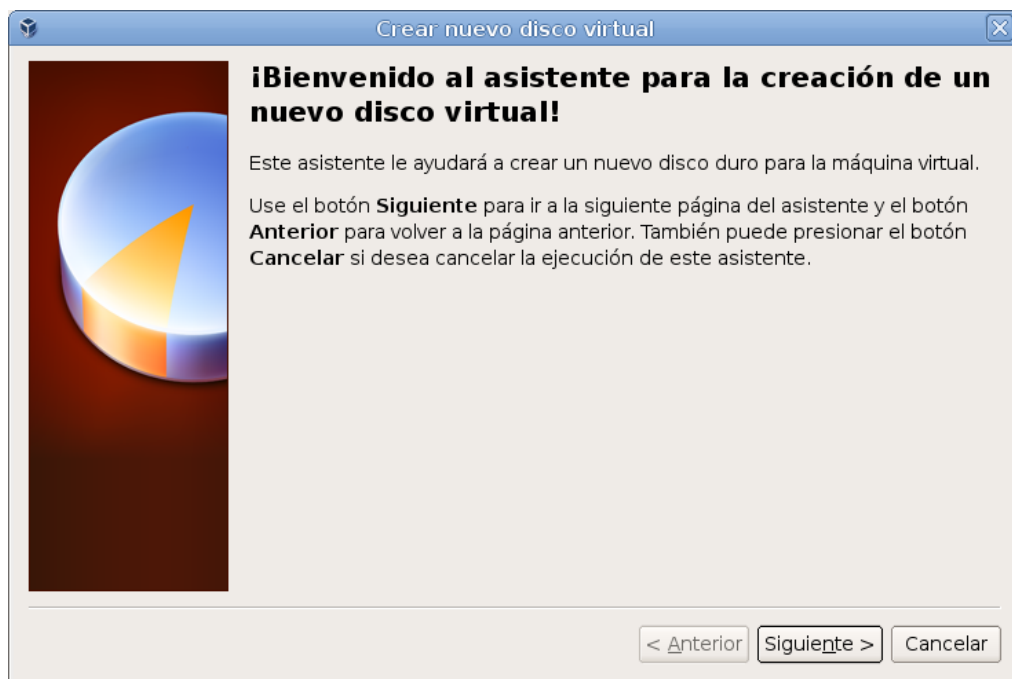 Crear nuevo disco virtual
¡Bienvenido al asistente para la creación de un
nuevo disco virtual!
Este asistente le ayudará a crear un nuevo disco duro para la máquina virtual.
Use el botón Siguiente para ir a la siguiente página del asistente y el botón
Anterior para volver a la página anterior. También puede presionar el botón
Cancelar si desea cancelar la ejecución de este asistente.
< Anterior Siguiente > Cancelar